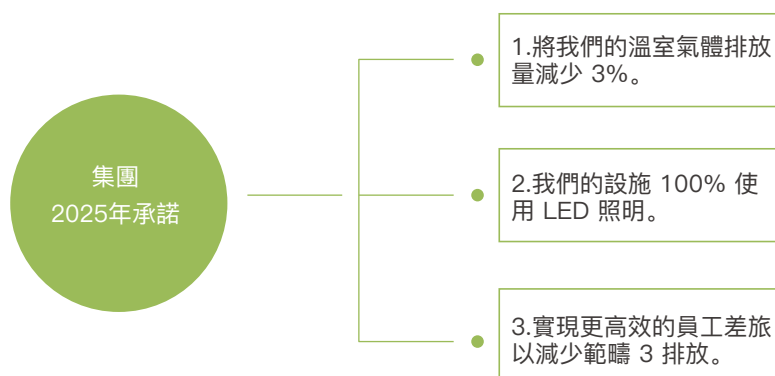 集團
2025年承諾
1.將我們的溫室氣體排放
量減少 3%。
2.我們的設施 100% 使
用 LED 照明。
3.實現更高效的員工差旅
以減少範疇 3 排放。